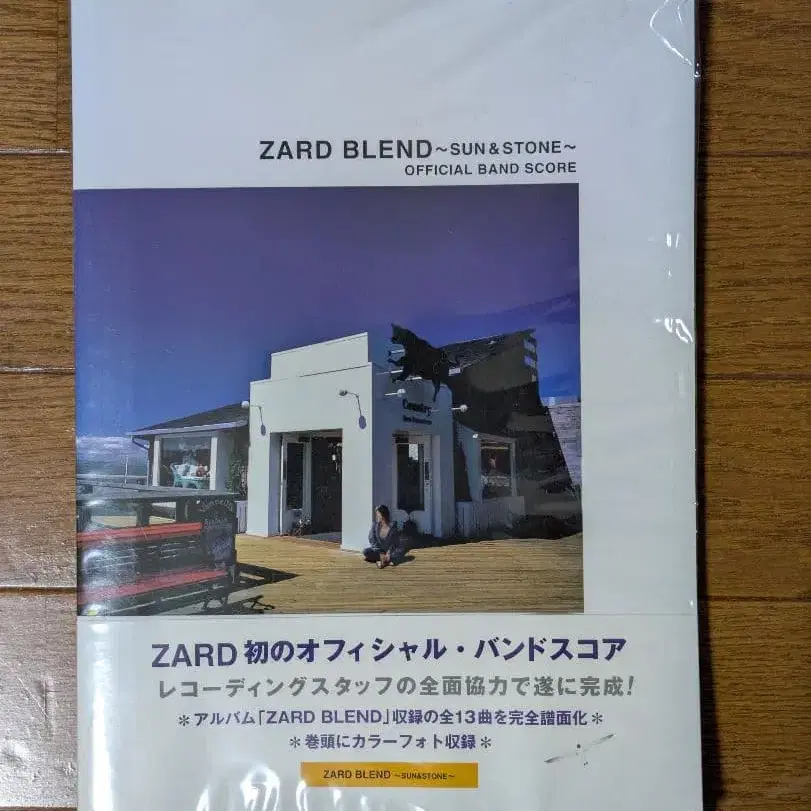 ZARD BLEND～SUN & STONE～
OFFICIAL BAND SCORE
Country
ZARD 初のオフィシャル・バンドスコア
レコーディングスタッフの全面協力で遂に完成！
＊アルバム「ZARD BLEND」収録の全13曲を完全譜面化＊
＊巻頭にカラーフォト収録＊
ZARD BLEND ～SUN&STONE～